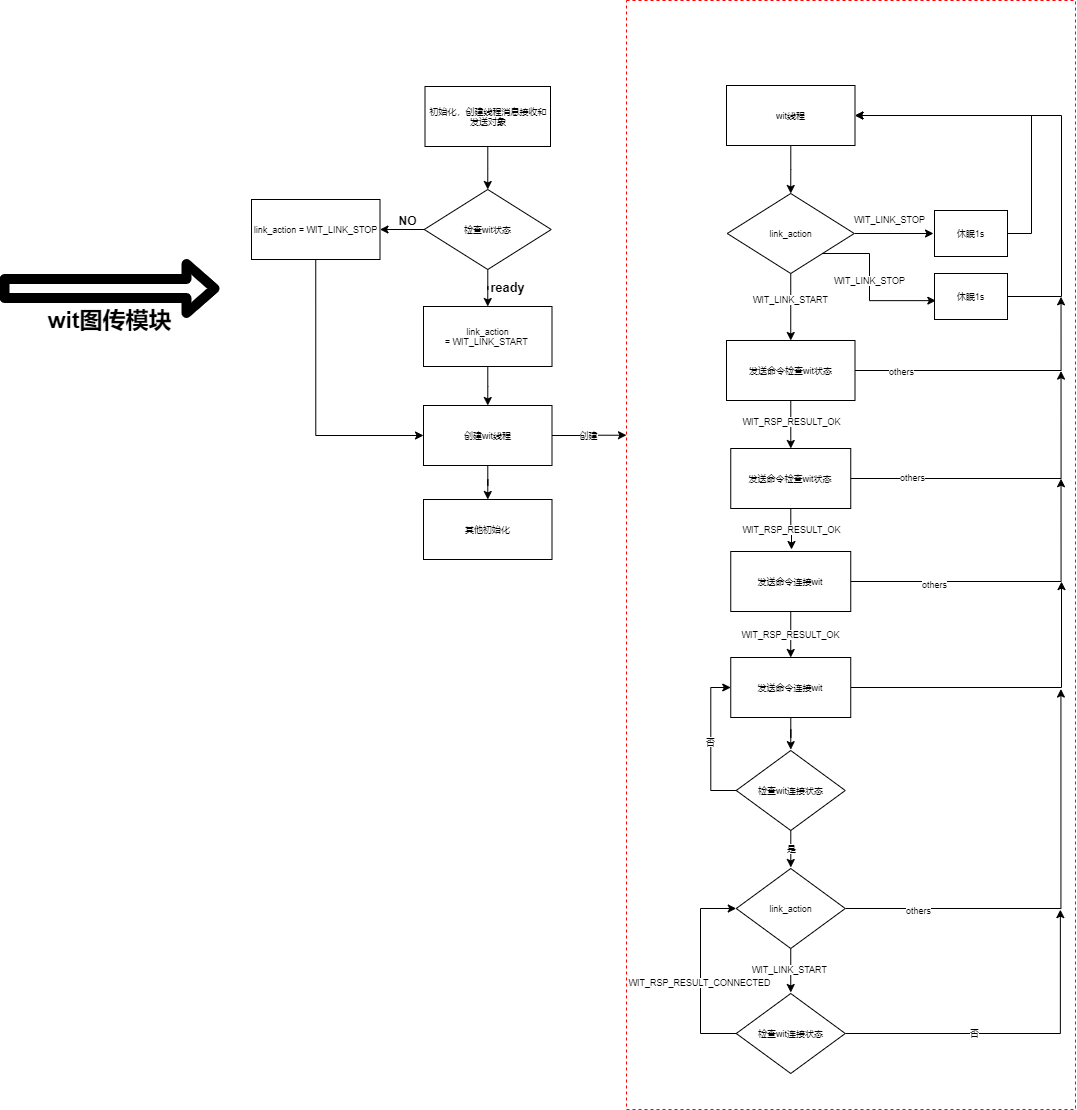 wit图传模块
初始化，创建线程消息接收和
发送对象
检查wit状态
NO
link_action = WIT_LINK_STOP
ready
link_action
= WIT_LINK_START
创建wit线程
创建
其他初始化
wit线程
link_action
WIT_LINK_STOP
休眠1s
WIT_LINK_STOP
休眠1s
WIT_LINK_START
发送命令检查wit状态
others
WIT_RSP_RESULT_OK
发送命令检查wit状态
others
WIT_RSP_RESULT_OK
发送命令连接wit
others
WIT_RSP_RESULT_OK
发送命令连接wit
否
检查wit连接状态
是
link_action
others
WIT_LINK_START
WIT_RSP_RESULT_CONNECTED
检查wit连接状态
否